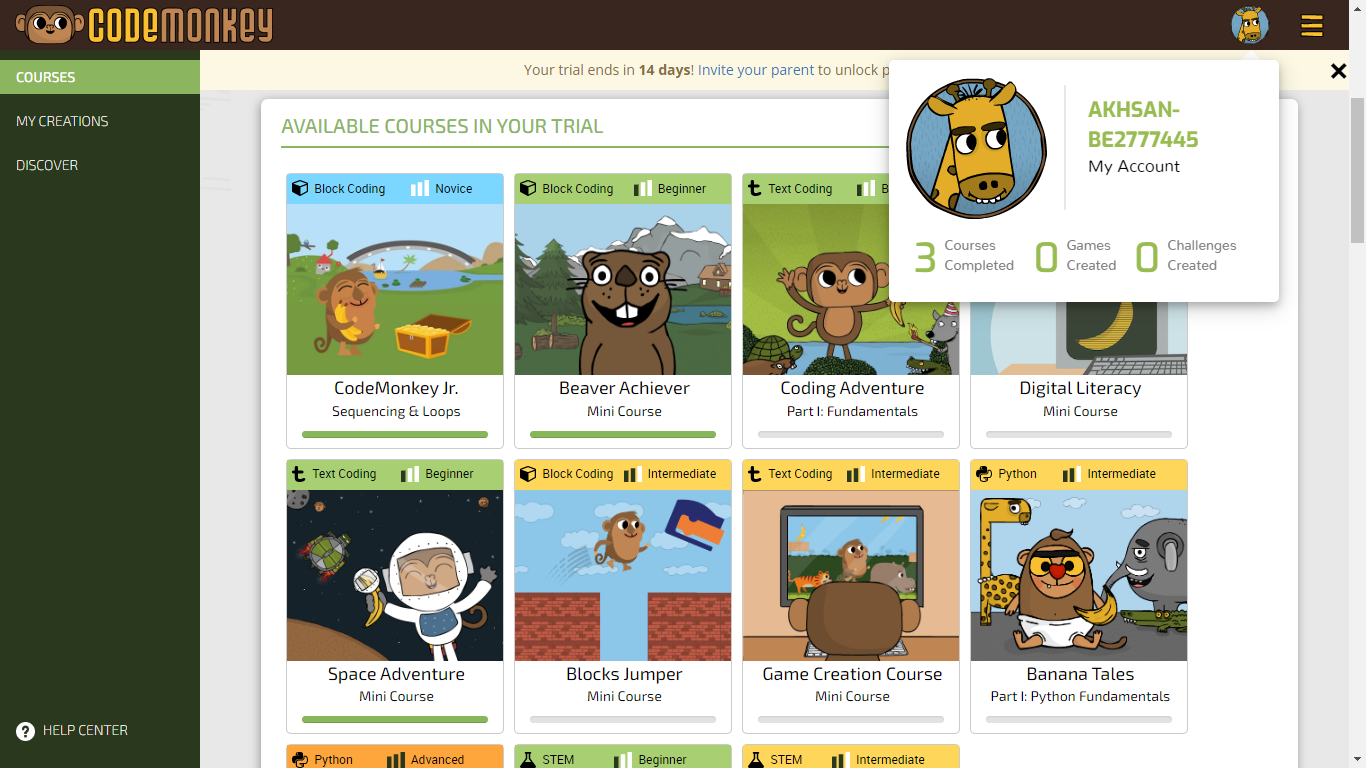 CODEMONKEY
COURSES
MY CREATIONS
DISCOVER
HELP CENTER
Your trial ends in 14 days! Invite your parent to unlock
AKHSAN-
BE2777445
My Account
3 Courses Completed
0 Games Created
0 Challenges Created
AVAILABLE COURSES IN YOUR TRIAL
Block Coding Novice
CodeMonkey Jr.
Sequencing & Loops
Block Coding Beginner
Beaver Achiever
Mini Course
Text Coding
Coding Adventure
Part I: Fundamentals
Digital Literacy
Mini Course
Text Coding Beginner
Space Adventure
Mini Course
Block Coding Intermediate
Blocks Jumper
Mini Course
Text Coding Intermediate
Game Creation Course
Mini Course
Python Intermediate
Banana Tales
Part I: Python Fundamentals
Python Advanced
STEM Beginner
STEM Intermediate